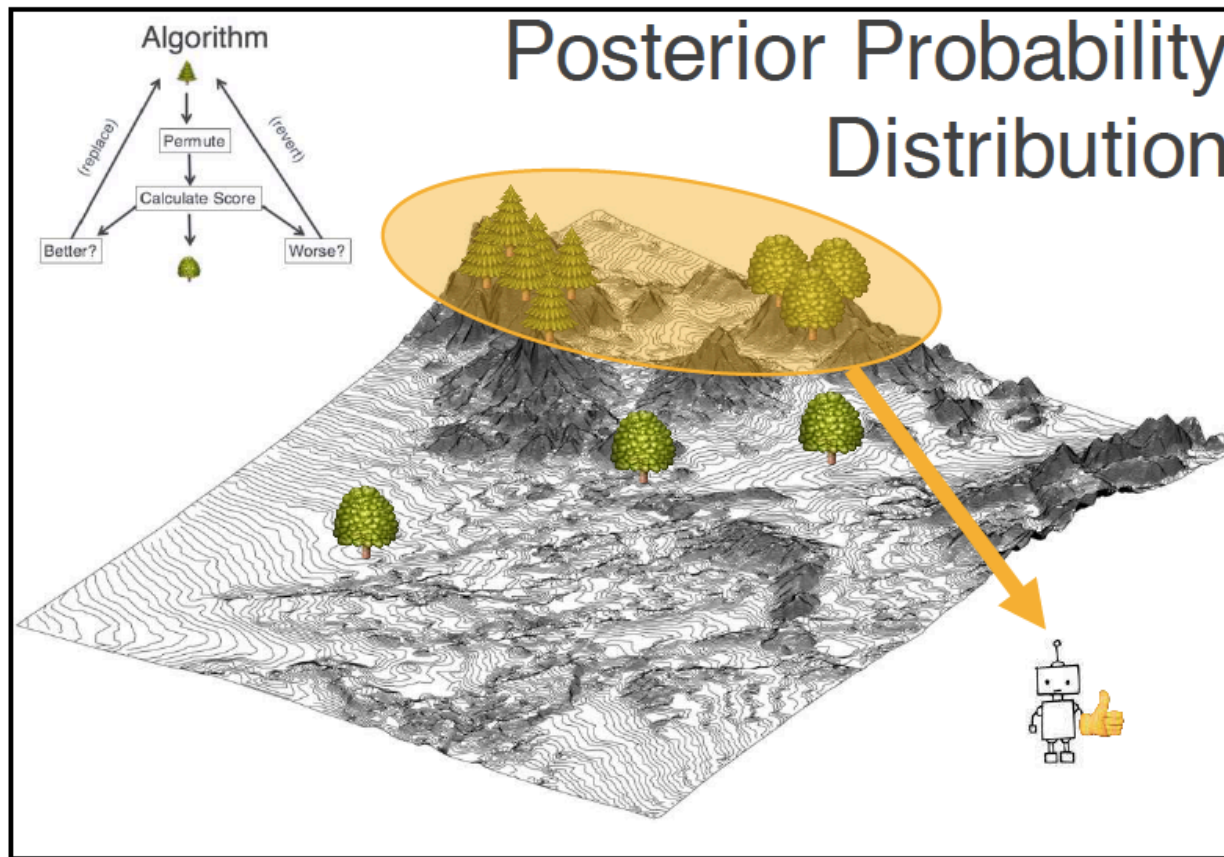 Algorithm
Posterior Probability
Distribution
(replace)
Permute
(revert)
Calculate Score
Better?
Worse?